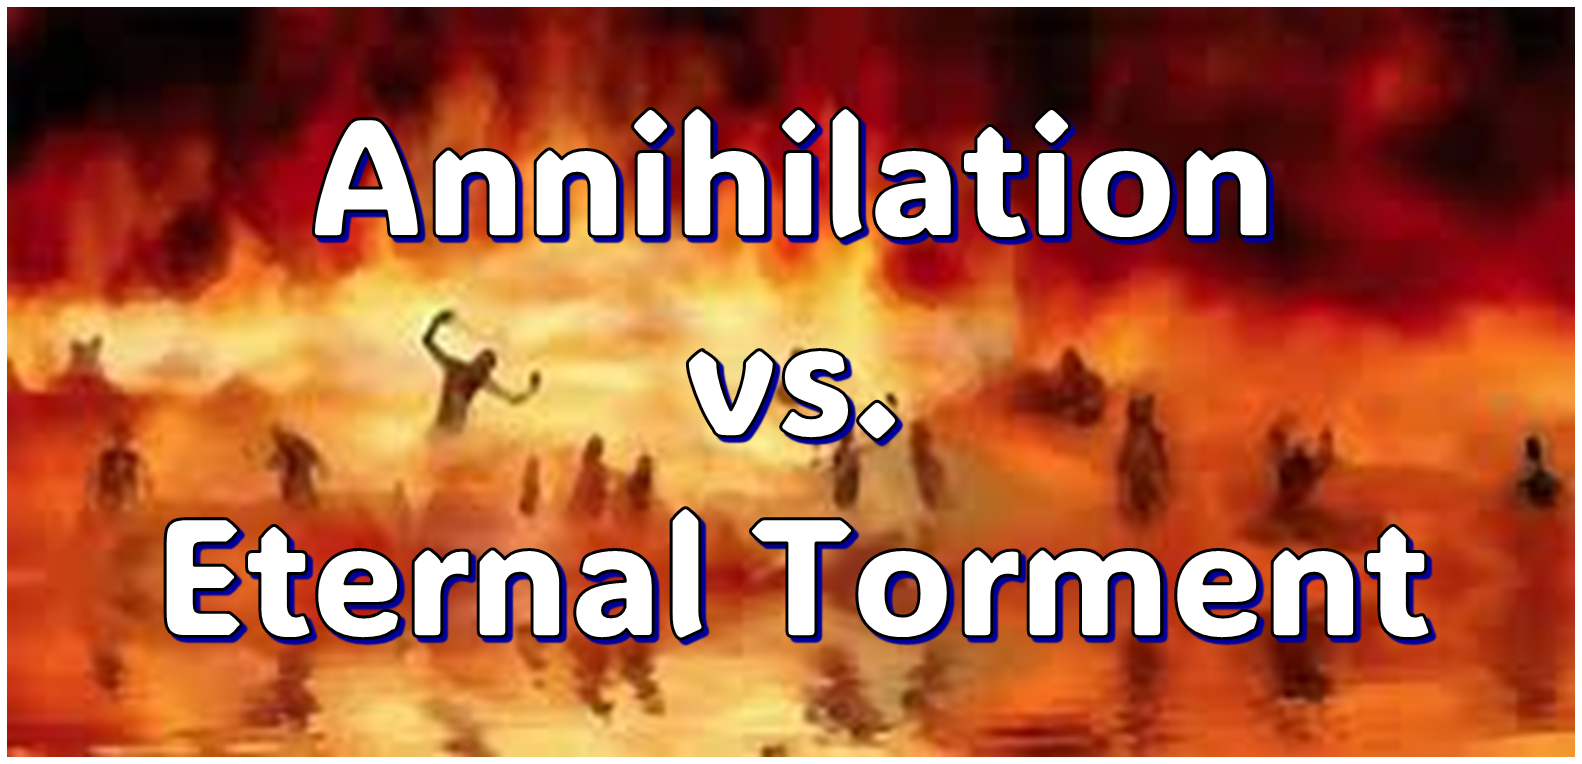 Annihilation
vs.
Eternal Torment